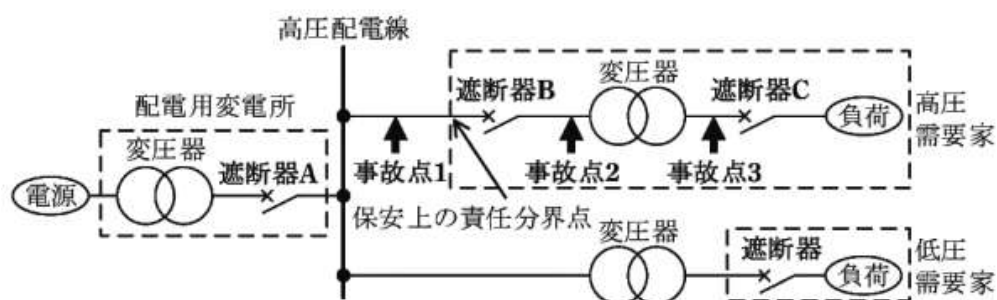 高圧配電線
配電用変電所
変圧器
遮断器A
電源
遮断器B
変圧器
遮断器C
負荷
高圧
需要家
事故点1
事故点2
事故点3
保安上の責任分界点
変圧器
遮断器
負荷
低圧
需要家